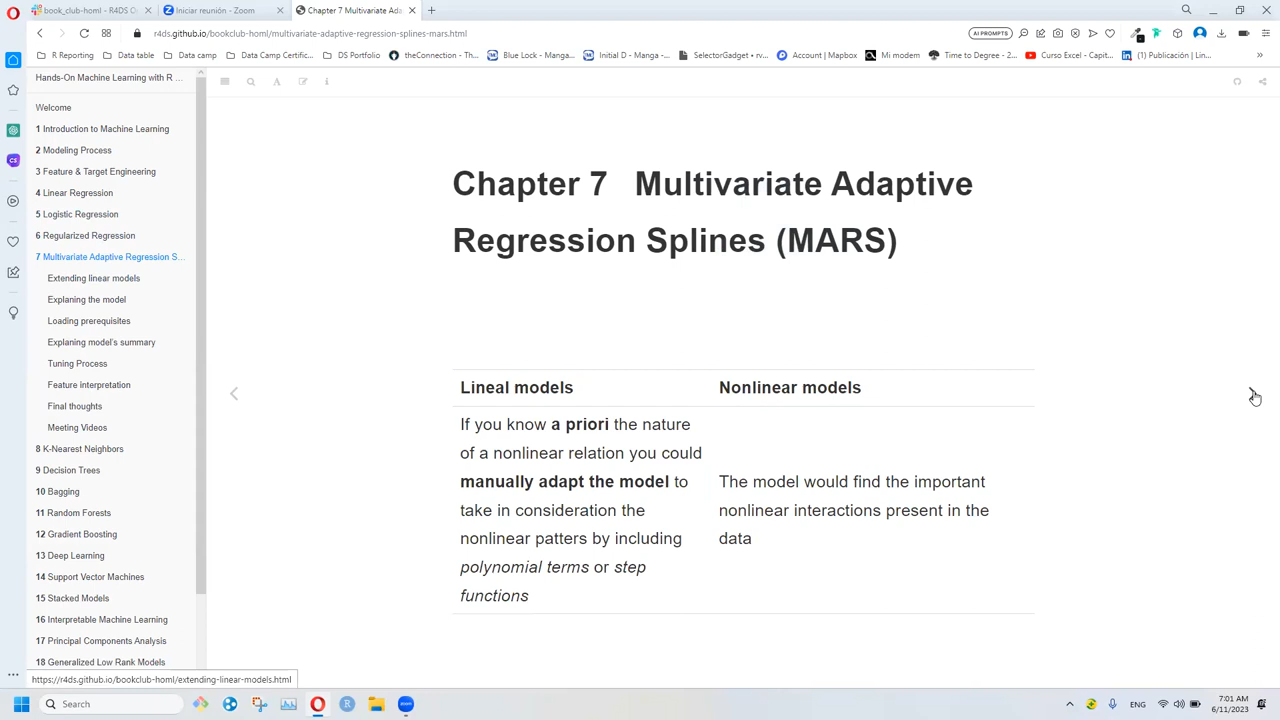 book_club-homl - R4DS O...
Iniciar reunión - Zoom
Chapter 7 Multivariate Ada...
r4ds.github.io/bookclub-homl/multivariate-adaptive-regression-splines-mars.html
AI PROMPTS
R Reporting
Data table
Data camp
Data Camp Certific...
DS Portfolio
theConnection - Th...
Blue Lock - Manga...
Initial D - Manga -...
SelectorGadget • rv...
Account | Mapbox
Mi modem
Time to Degree - 2...
Curso Excel - Capit...
(1) Publicación | Lin...
Hands-On Machine Learning with R ...
Welcome
1 Introduction to Machine Learning
2 Modeling Process
3 Feature & Target Engineering
4 Linear Regression
5 Logistic Regression
6 Regularized Regression
7 Multivariate Adaptive Regression S...
Extending linear models
Explaning the model
Loading prerequisites
Explaning model's summary
Tuning Process
Feature interpretation
Final thoughts
Meeting Videos
8 K-Nearest Neighbors
9 Decision Trees
10 Bagging
11 Random Forests
12 Gradient Boosting
13 Deep Learning
14 Support Vector Machines
15 Stacked Models
16 Interpretable Machine Learning
17 Principal Components Analysis
18 Generalized Low Rank Models
https://r4ds.github.io/bookclub-homl/extending-linear-models.html
Chapter 7 Multivariate Adaptive
Regression Splines (MARS)
Lineal models
Nonlinear models
If you know a priori the nature
of a nonlinear relation you could
manually adapt the model to
take in consideration the
nonlinear patters by including
polynomial terms or step
functions
The model would find the important
nonlinear interactions present in the
data
Search
ENG
7:01 AM
6/11/2023